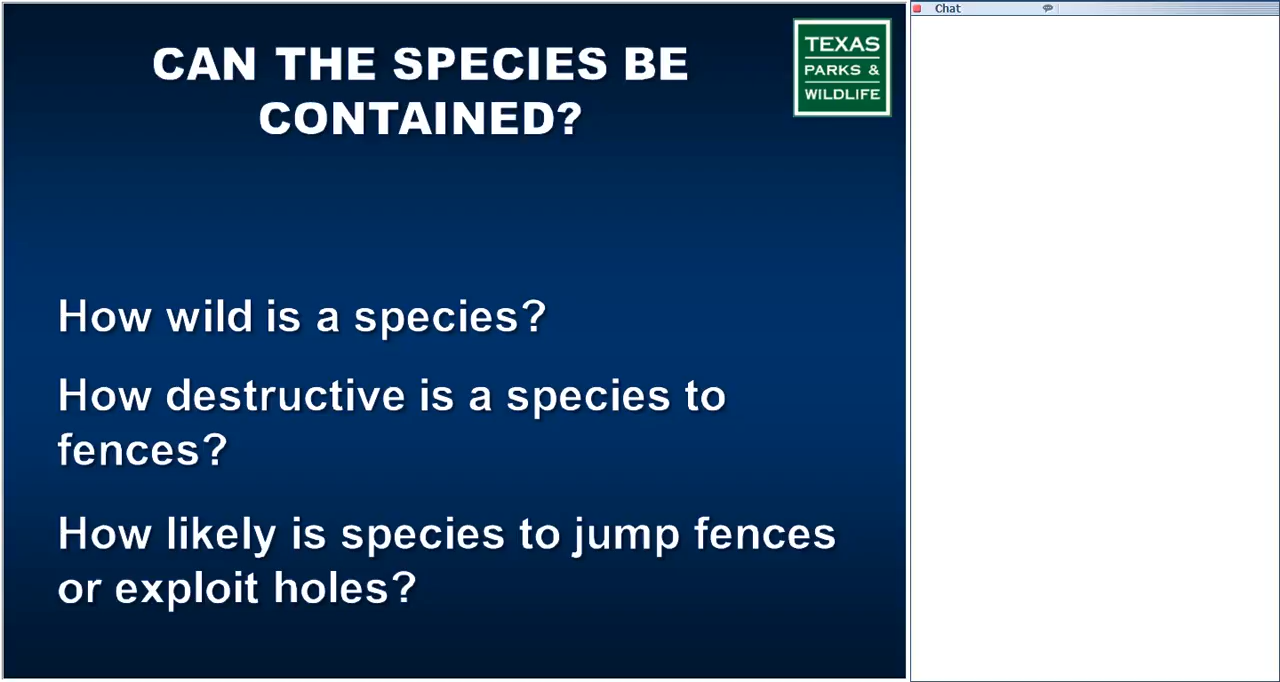 CAN THE SPECIES BE
CONTAINED?
TEXAS
PARKS &
WILDLIFE
How wild is a species?
How destructive is a species to
fences?
How likely is species to jump fences
or exploit holes?
Chat